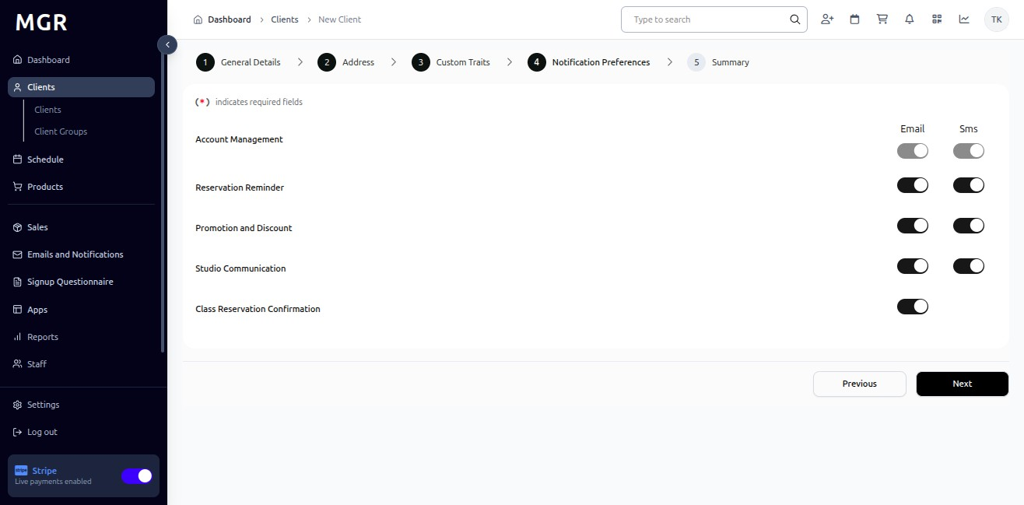 MGR
Dashboard
Clients
Clients
Client Groups
Schedule
Products
Sales
Emails and Notifications
Signup Questionnaire
Apps
Reports
Staff
Settings
Log out
Stripe
Live payments enabled
Dashboard > Clients > New Client
Type to search
TK
1 General Details > 2 Address > 3 Custom Traits > 4 Notification Preferences > 5 Summary
(*) indicates required fields
Email Sms
Account Management
Reservation Reminder
Promotion and Discount
Studio Communication
Class Reservation Confirmation
Previous Next